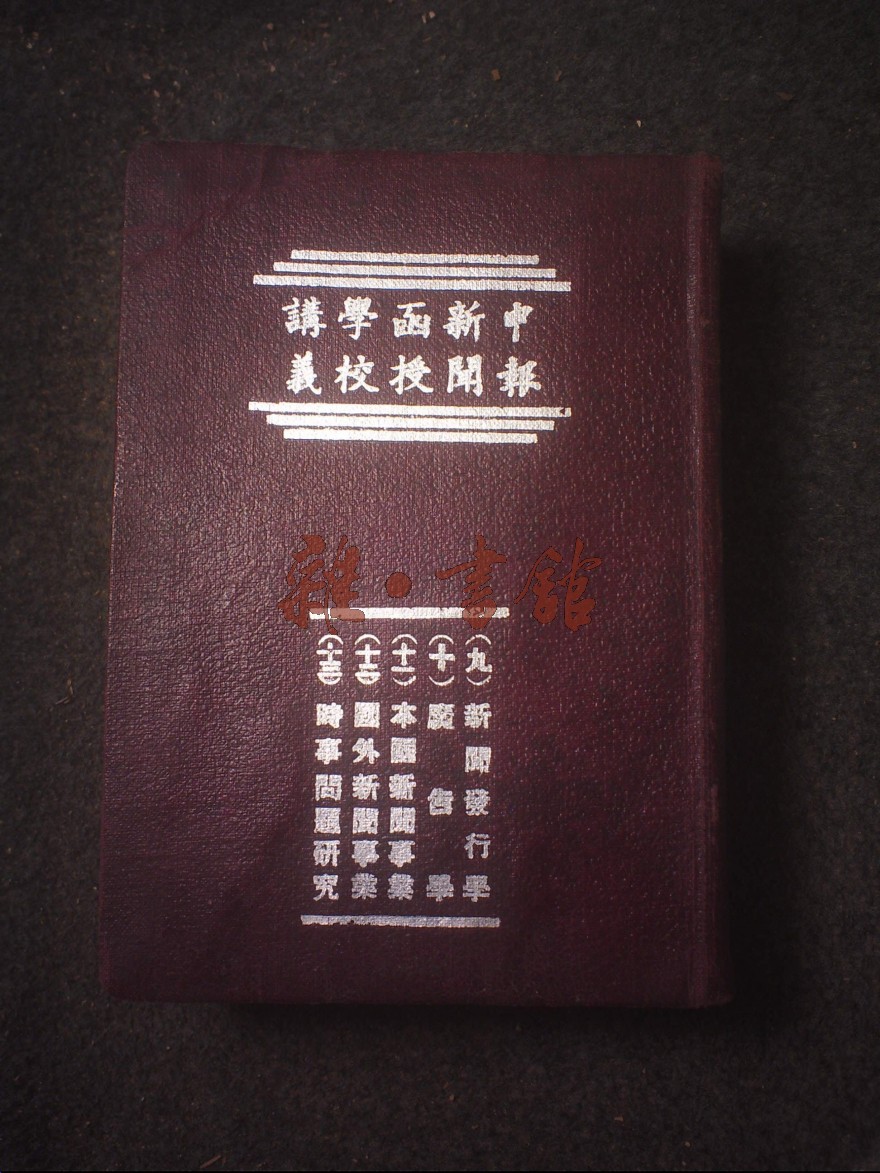 申報
新聞
函授
學校
講義
雜·書館
（九）新聞發行學
（十）廣告學
（十一）本國新聞事業
（十二）國外新聞事業
（十三）時事問題研究